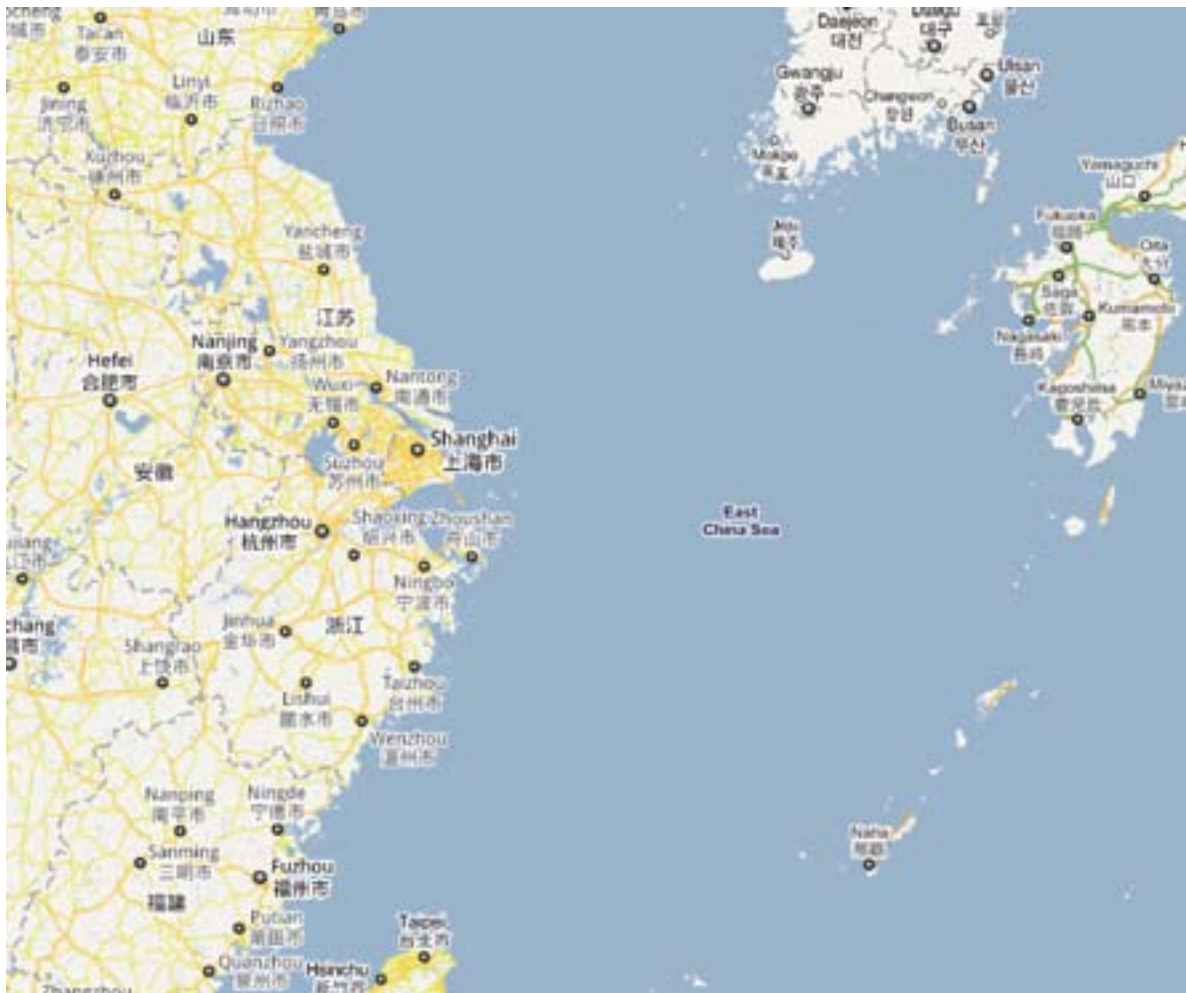 Tai'an
泰安市
山东
Daejeon
대전
Daegu
대구
Linyi
临沂市
Rizhao
日照市
Jining
济宁市
Gwangju
광주
Changwon
창원
Ulsan
울산
Busan
부산
Mokpo
목포
Xuzhou
徐州市
Yamaguchi
山口
Jeju
제주
Fukuoka
福岡
Oita
大分
Yancheng
盐城市
Saga
佐賀
Kumamoto
熊本
江苏
Nagasaki
長崎
Nanjing
南京市
Yangzhou
扬州市
Hefei
合肥市
Wuxi
无锡市
Nantong
南通市
Kagoshima
鹿児島
Shanghai
上海市
Suzhou
苏州市
安徽
East
China Sea
Hangzhou
杭州市
Shaoxing
绍兴市
Zhoushan
舟山市
Ningbo
宁波市
Jinhua
金华市
浙江
Shangrao
上饶市
Taizhou
台州市
Lishui
丽水市
Wenzhou
温州市
Nanping
南平市
Ningde
宁德市
Naha
那覇
Sanming
三明市
Fuzhou
福州市
福建
Putian
莆田市
Taipei
台北市
Quanzhou
泉州市
Hsinchu
Zhangzhou